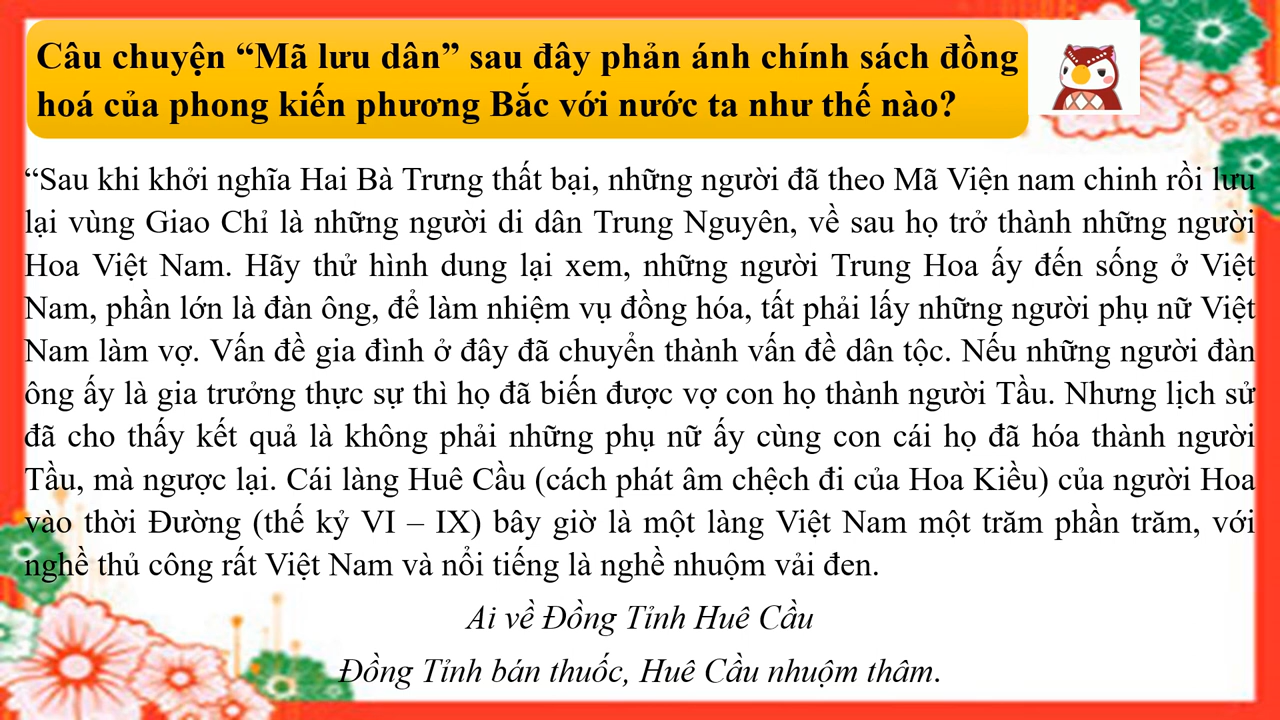 Câu chuyện “Mã lưu dân” sau đây phản ánh chính sách đồng
hoá của phong kiến phương Bắc với nước ta như thế nào?
“Sau khi khởi nghĩa Hai Bà Trưng thất bại, những người đã theo Mã Viện nam chinh rồi lưu
lại vùng Giao Chỉ là những người di dân Trung Nguyên, về sau họ trở thành những người
Hoa Việt Nam. Hãy thử hình dung lại xem, những người Trung Hoa ấy đến sống ở Việt
Nam, phần lớn là đàn ông, để làm nhiệm vụ đồng hóa, tất phải lấy những người phụ nữ Việt
Nam làm vợ. Vấn đề gia đình ở đây đã chuyển thành vấn đề dân tộc. Nếu những người đàn
ông ấy là gia trưởng thực sự thì họ đã biến được vợ con họ thành người Tầu. Nhưng lịch sử
đã cho thấy kết quả là không phải những phụ nữ ấy cùng con cái họ đã hóa thành người
Tầu, mà ngược lại. Cái làng Huê Cầu (cách phát âm chệch đi của Hoa Kiều) của người Hoa
vào thời Đường (thế kỷ VI – IX) bây giờ là một làng Việt Nam một trăm phần trăm, với
nghề thủ công rất Việt Nam và nổi tiếng là nghề nhuộm vải đen.
Ai về Đồng Tỉnh Huê Cầu
Đồng Tỉnh bán thuốc, Huê Cầu nhuộm thâm.